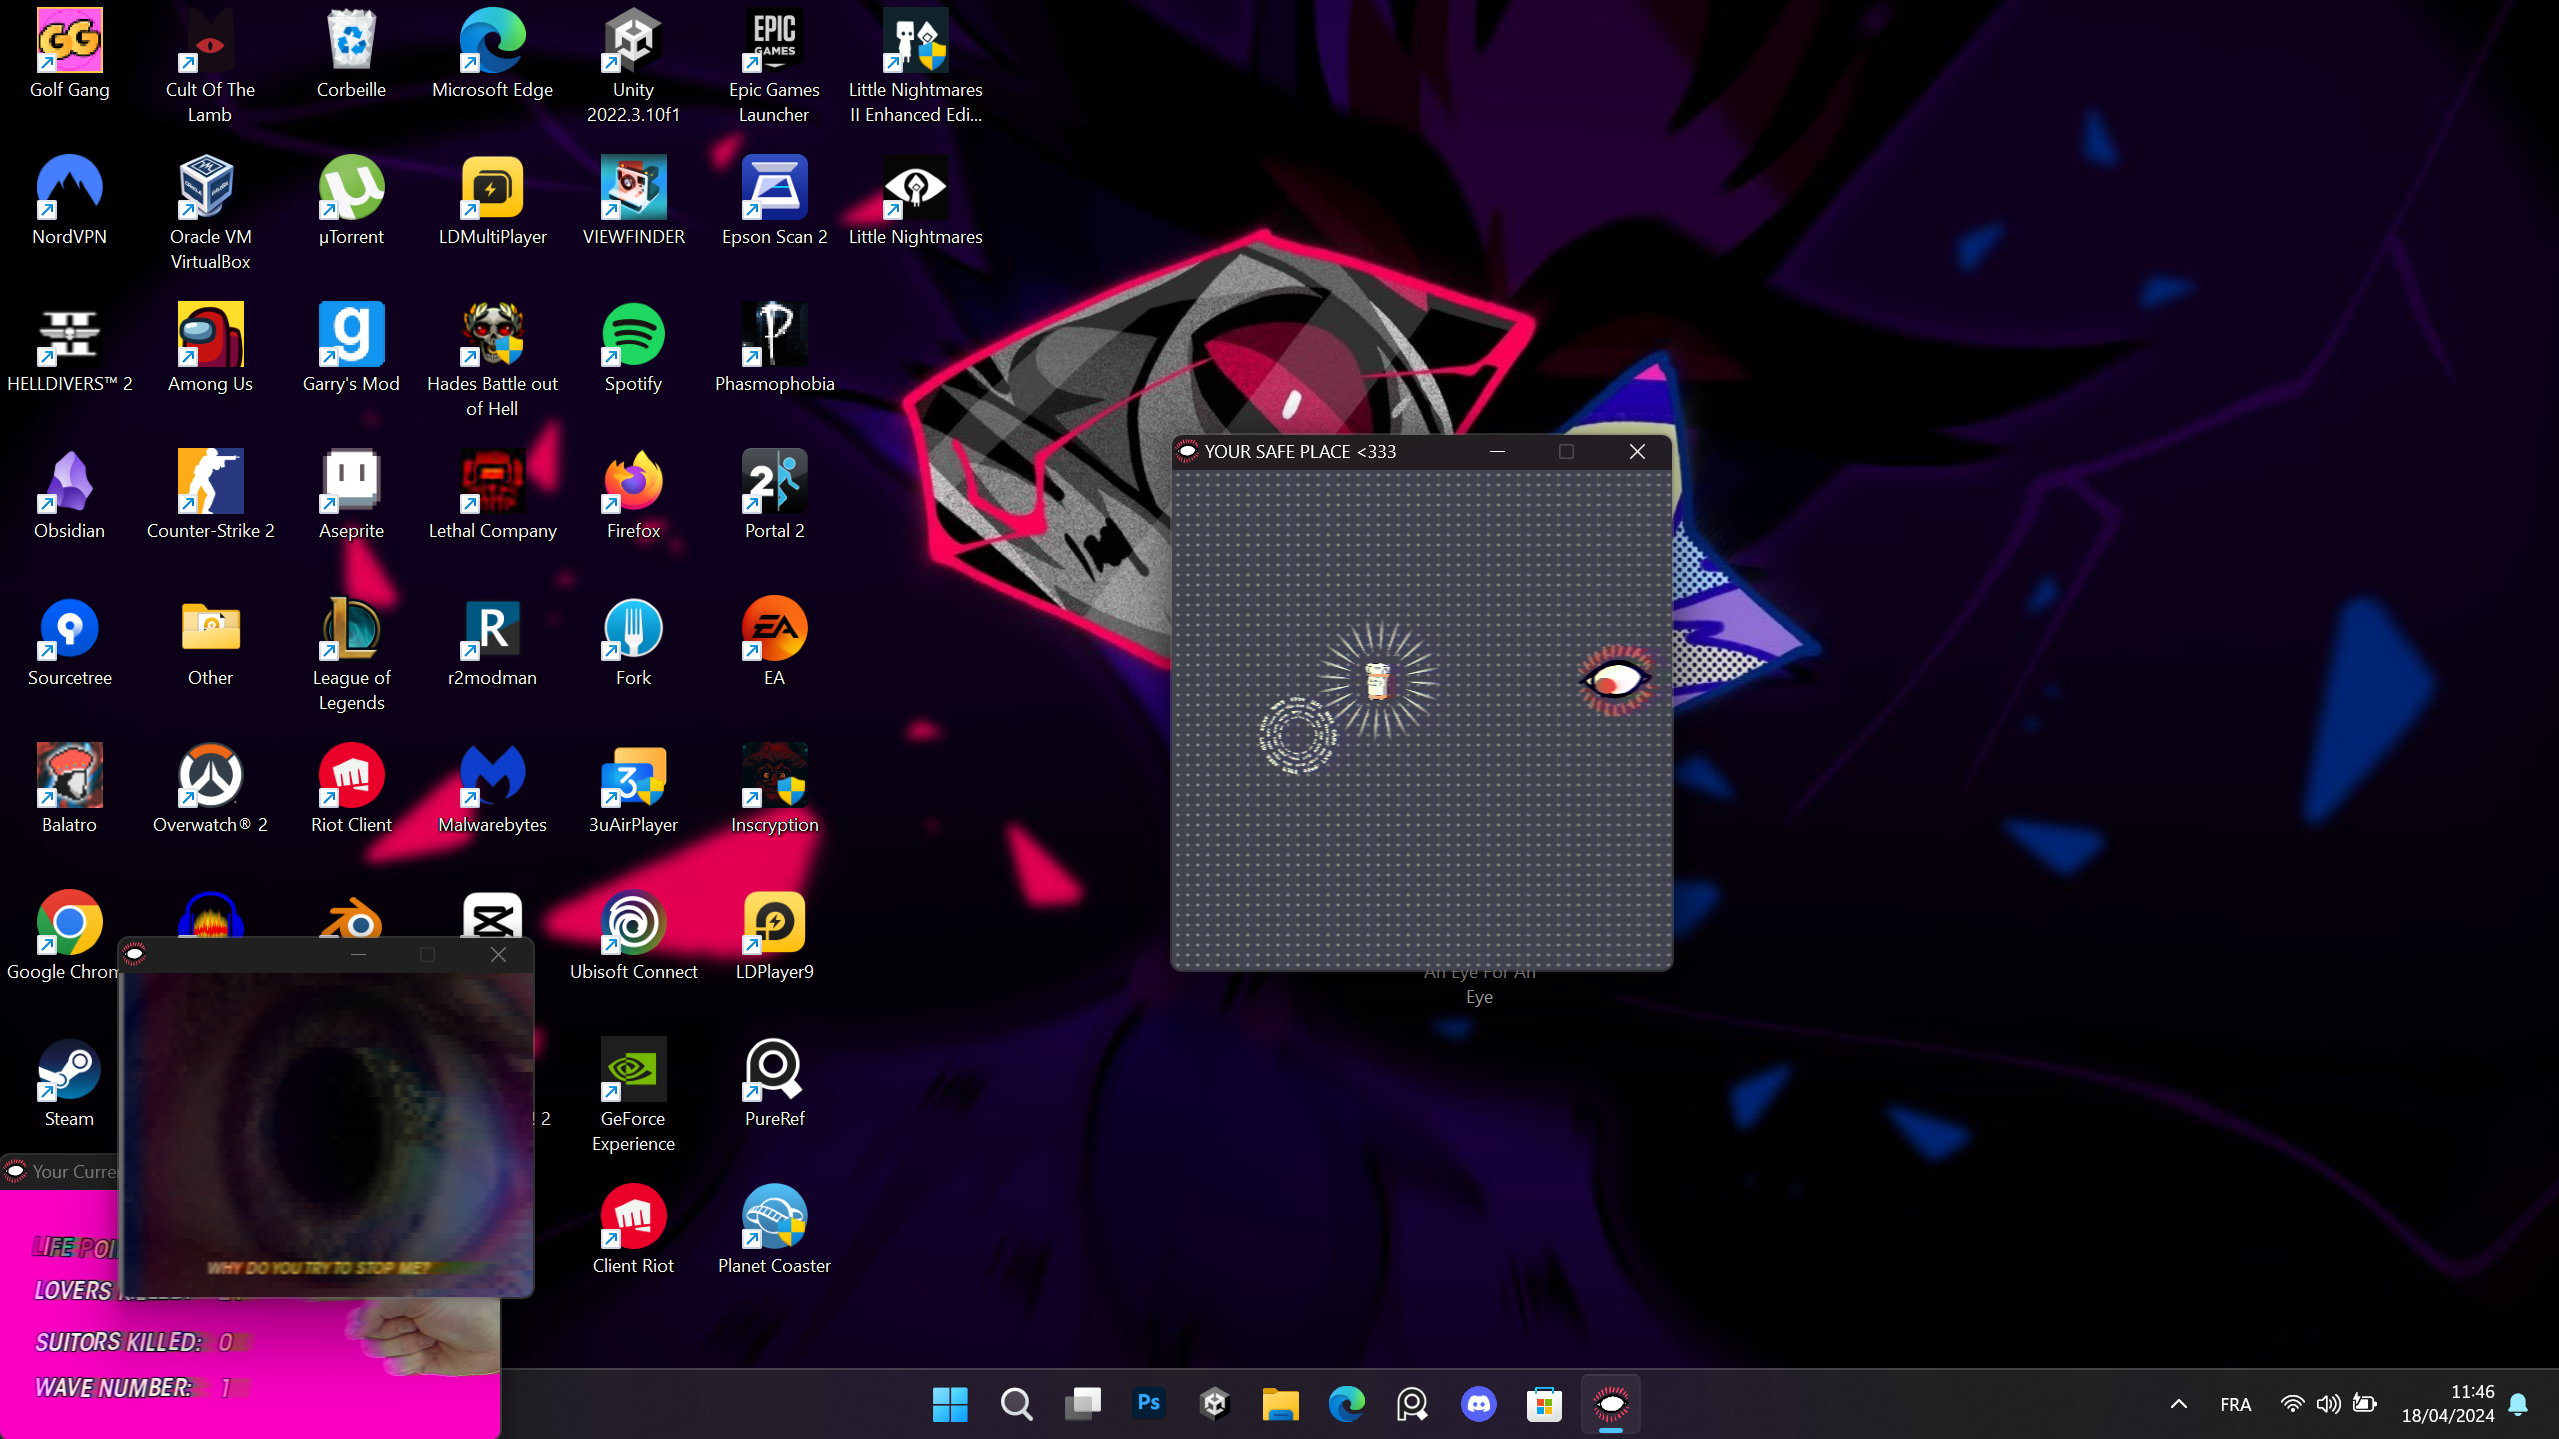 Golf Gang
Cult Of The
Lamb
Corbeille
Microsoft Edge
Unity
2022.3.10f1
EPIC
GAMES
Epic Games
Launcher
Little Nightmares
II Enhanced Edi...
NordVPN
Oracle VM
VirtualBox
µTorrent
LDMultiPlayer
VIEWFINDER
Epson Scan 2
Little Nightmares
HELLDIVERS™ 2
Among Us
Garry's Mod
Hades Battle out
of Hell
Spotify
Phasmophobia
YOUR SAFE PLACE <333
Obsidian
Counter-Strike 2
Aseprite
Lethal Company
Firefox
Portal 2
Sourcetree
Other
League of
Legends
r2modman
Fork
EA
Balatro
Overwatch® 2
Riot Client
Malwarebytes
3uAirPlayer
Inscryption
Google Chrom
Ubisoft Connect
LDPlayer9
An Eye For An
Eye
Steam
2
GeForce
Experience
PureRef
Your Curre
LIFE POI
WHY DO YOU TRY TO STOP ME?
LOVERS
SUITORS KILLED: 0
WAVE NUMBER: 1
Client Riot
Planet Coaster
Ps
FRA
11:46
18/04/2024